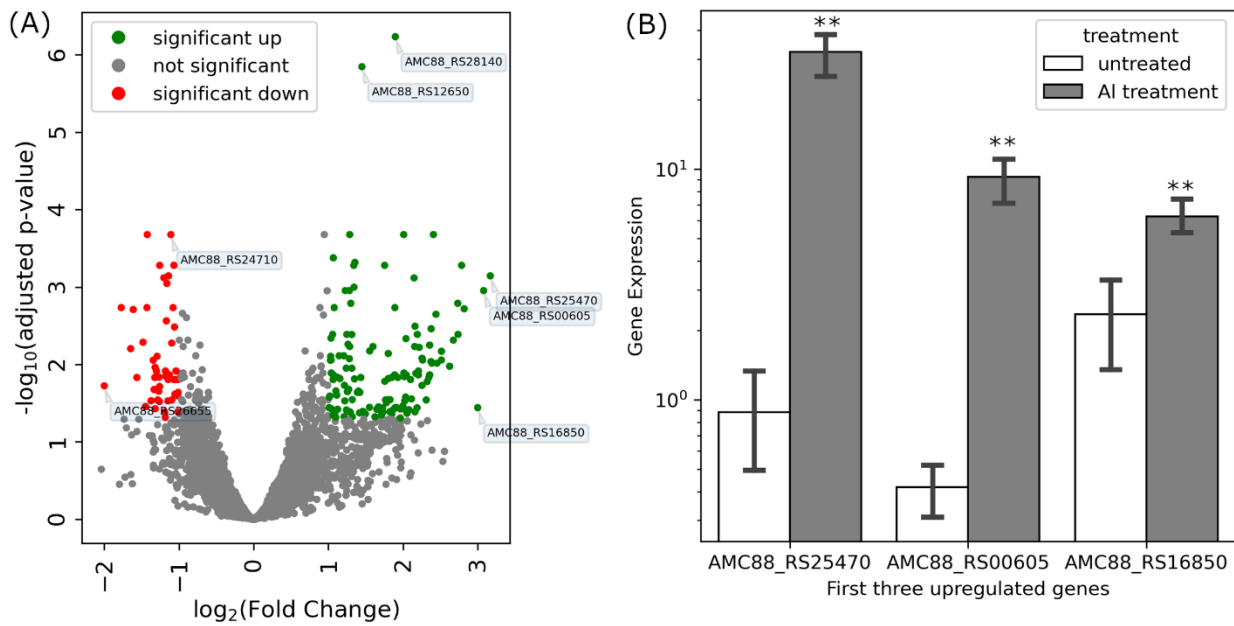 (A)
significant up
not significant
significant down
AMC88_RS28140
AMC88_RS12650
AMC88_RS24710
AMC88_RS25470
AMC88_RS00605
AMC88_RS26655
AMC88_RS16850
-log10(adjusted p-value)
6
5
4
3
2
1
0
−2
−1
0
1
2
3
log2(Fold Change)
(B)
treatment
untreated
Al treatment
**
**
**
Gene Expression
10^1
10^0
AMC88_RS25470
AMC88_RS00605
AMC88_RS16850
First three upregulated genes